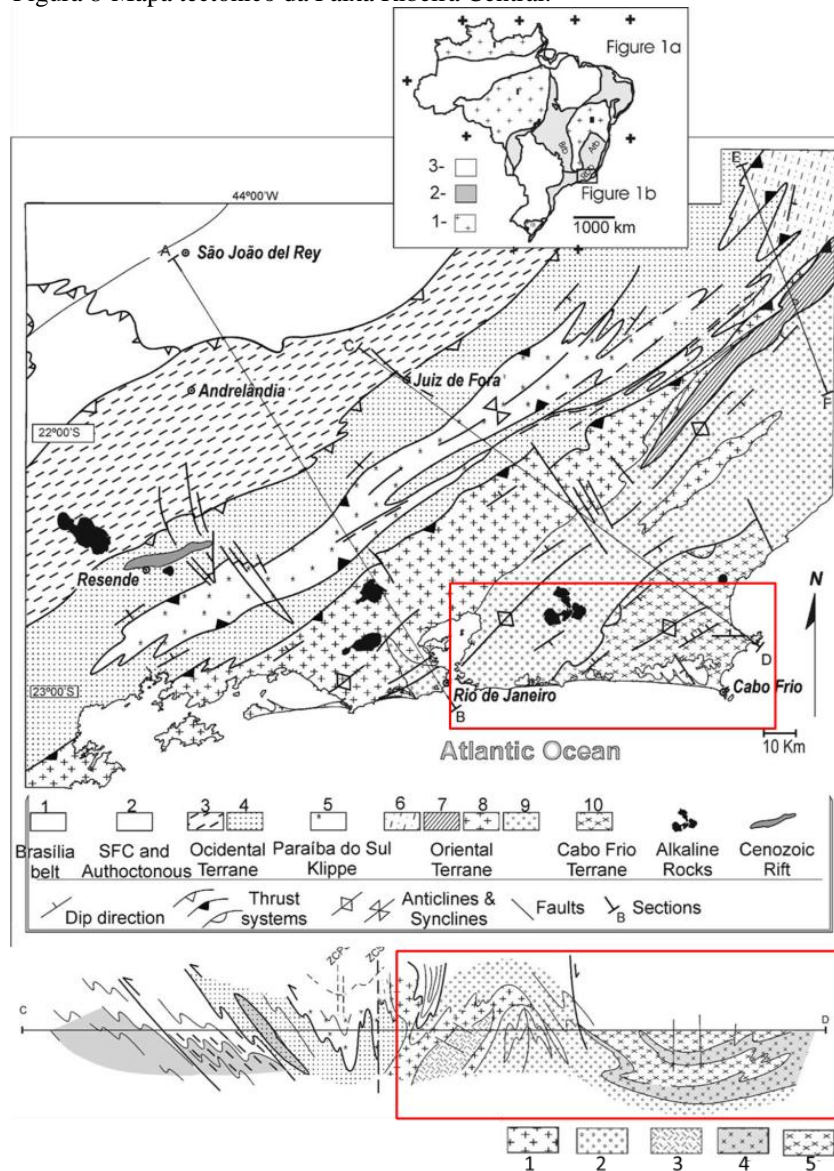 Figura 8 Mapa tectônico da Faixa Ribeira Central.
Figure 1a
3-
2-
1-
Brb
Arb
Figure 1b
1000 km
44º00'W
São João del Rey
A
E
C
Juiz de Fora
Andrelândia
22º00'S
F
Resende
N
D
23º00'S
Rio de Janeiro
Cabo Frio
B
10 Km
Atlantic Ocean
1 2 3 4 5 6 7 8 9 10
Brasília belt
SFC and Authoctonous
Ocidental Terrane
Paraíba do Sul Klippe
Oriental Terrane
Cabo Frio Terrane
Alkaline Rocks
Cenozoic Rift
Dip direction
Thrust systems
Anticlines & Synclines
Faults
B Sections
C
D
1 2 3 4 5